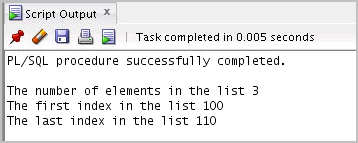 Script Output x
Task completed in 0.005 seconds
PL/SQL procedure successfully completed.
The number of elements in the list 3
The first index in the list 100
The last index in the list 110